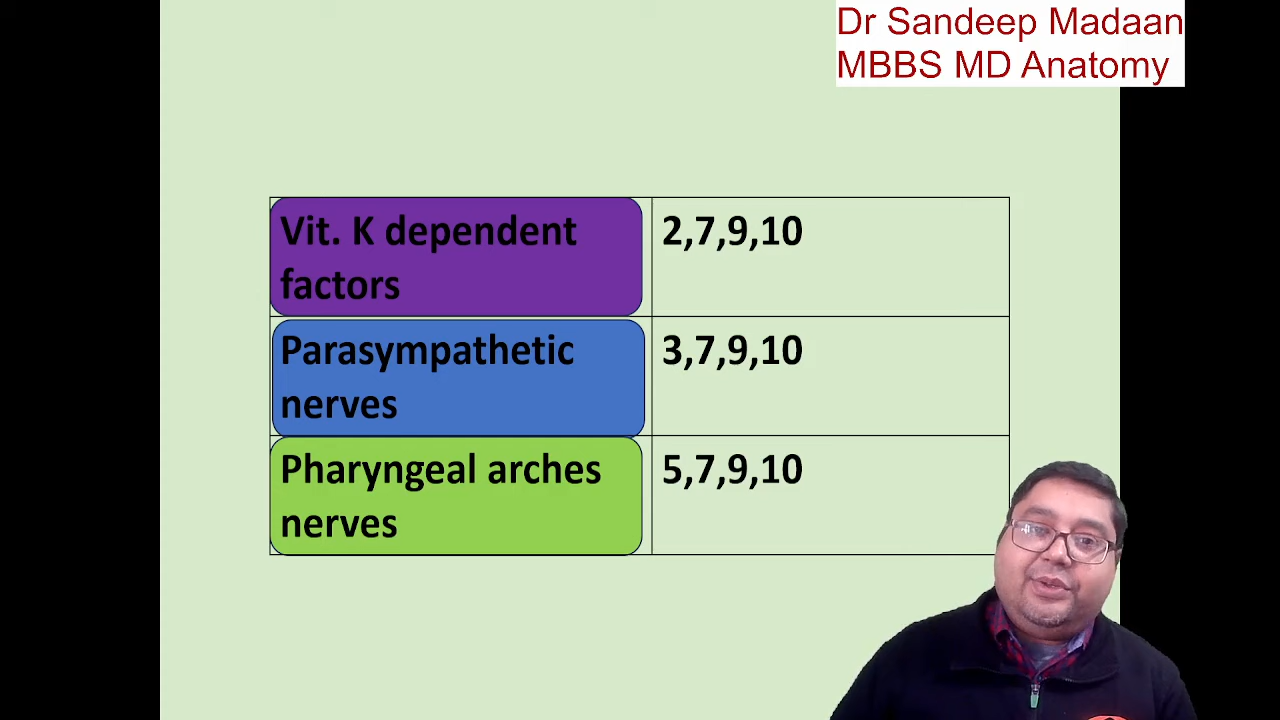 Dr Sandeep Madaan
MBBS MD Anatomy
Vit. K dependent
factors
2,7,9,10
Parasympathetic
nerves
3,7,9,10
Pharyngeal arches
nerves
5,7,9,10